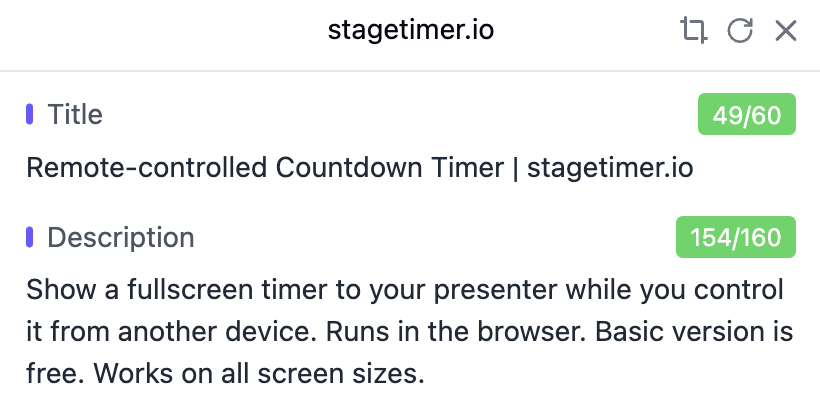 stagetimer.io
Title
49/60
Remote-controlled Countdown Timer | stagetimer.io
Description
154/160
Show a fullscreen timer to your presenter while you control
it from another device. Runs in the browser. Basic version is
free. Works on all screen sizes.